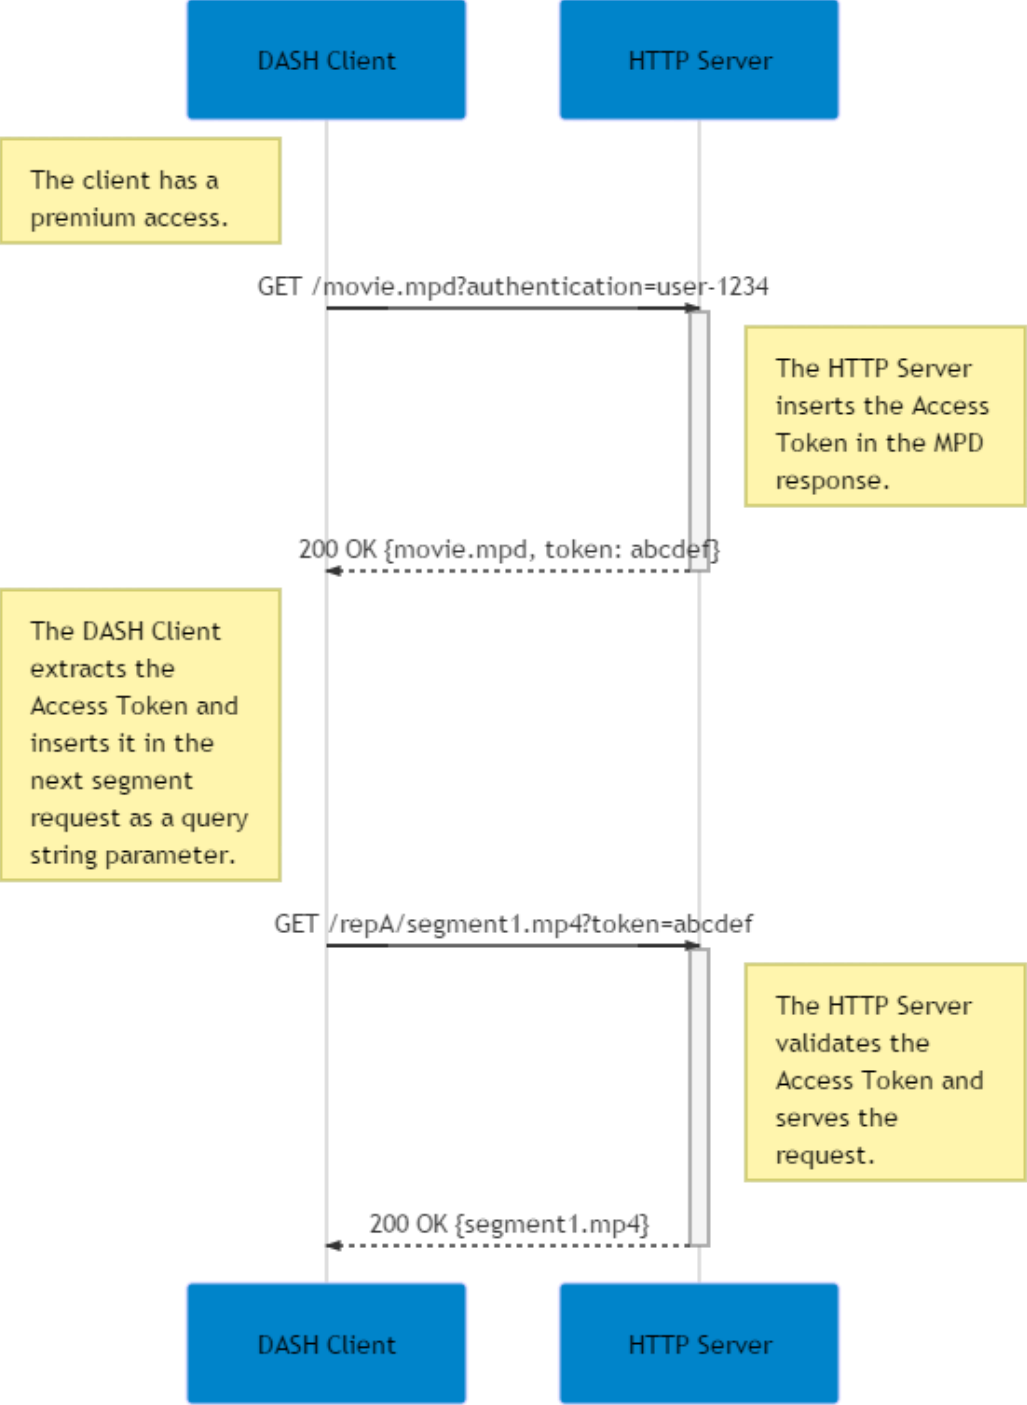 DASH Client
HTTP Server
The client has a
premium access.
GET /movie.mpd?authentication=user-1234
The HTTP Server
inserts the Access
Token in the MPD
response.
200 OK {movie.mpd, token: abcdef}
The DASH Client
extracts the
Access Token and
inserts it in the
next segment
request as a query
string parameter.
GET /repA/segment1.mp4?token=abcdef
The HTTP Server
validates the
Access Token and
serves the
request.
200 OK {segment1.mp4}
DASH Client
HTTP Server